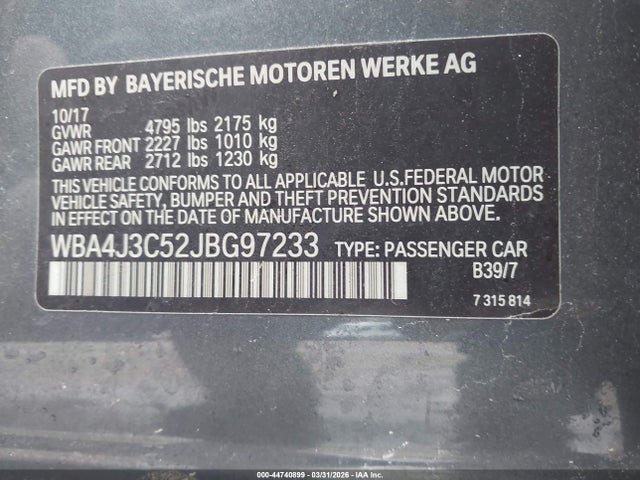 MFD BY BAYERISCHE MOTOREN WERKE AG
10/17
GVWR 4795 lbs 2175 kg
GAWR FRONT 2227 lbs 1010 kg
GAWR REAR 2712 lbs 1230 kg
THIS VEHICLE CONFORMS TO ALL APPLICABLE U.S.FEDERAL MOTOR
VEHICLE SAFETY, BUMPER AND THEFT PREVENTION STANDARDS
IN EFFECT ON THE DATE OF MANUFACTURE SHOWN ABOVE.
WBA4J3C52JBG97233 TYPE: PASSENGER CAR
B39/7
7 315 814
000-44740899 - 03/31/2026 - IAA Inc.